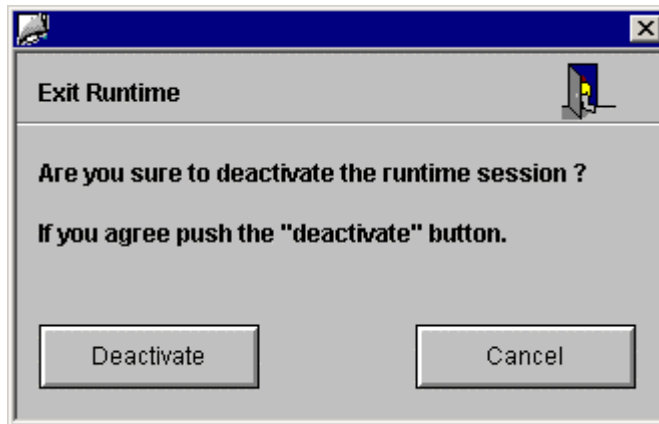 Exit Runtime
Are you sure to deactivate the runtime session ?
If you agree push the "deactivate" button.
Deactivate
Cancel